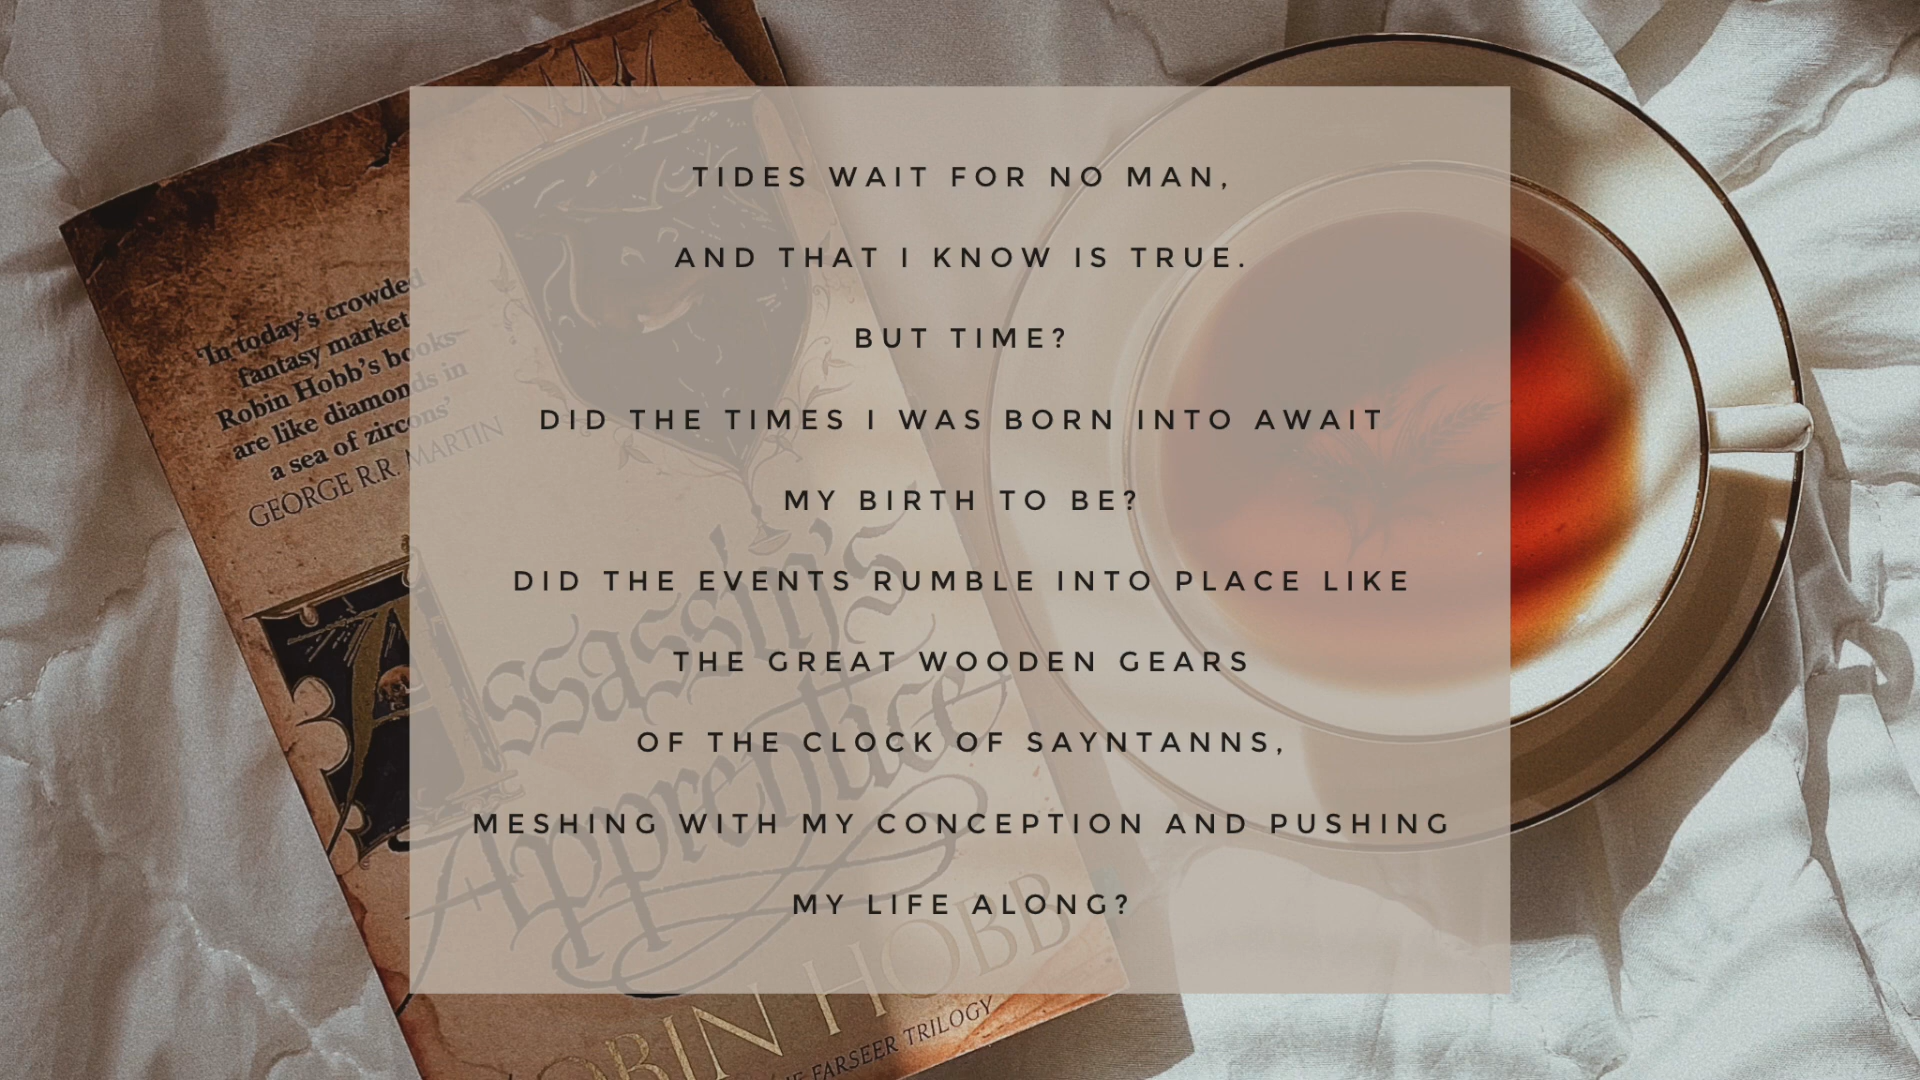 TIDES WAIT FOR NO MAN,
AND THAT I KNOW IS TRUE.
BUT TIME?
DID THE TIMES I WAS BORN INTO AWAIT
MY BIRTH TO BE?
DID THE EVENTS RUMBLE INTO PLACE LIKE
THE GREAT WOODEN GEARS
OF THE CLOCK OF SAYNTANNS,
MESHING WITH MY CONCEPTION AND PUSHING
MY LIFE ALONG?
'In today's crowded
fantasy market
Robin Hobb's books
are like diamonds in
a sea of zircons'
GEORGE R.R. MARTIN
Assassin's
Apprentice
HOBB
FARSEER TRILOGY